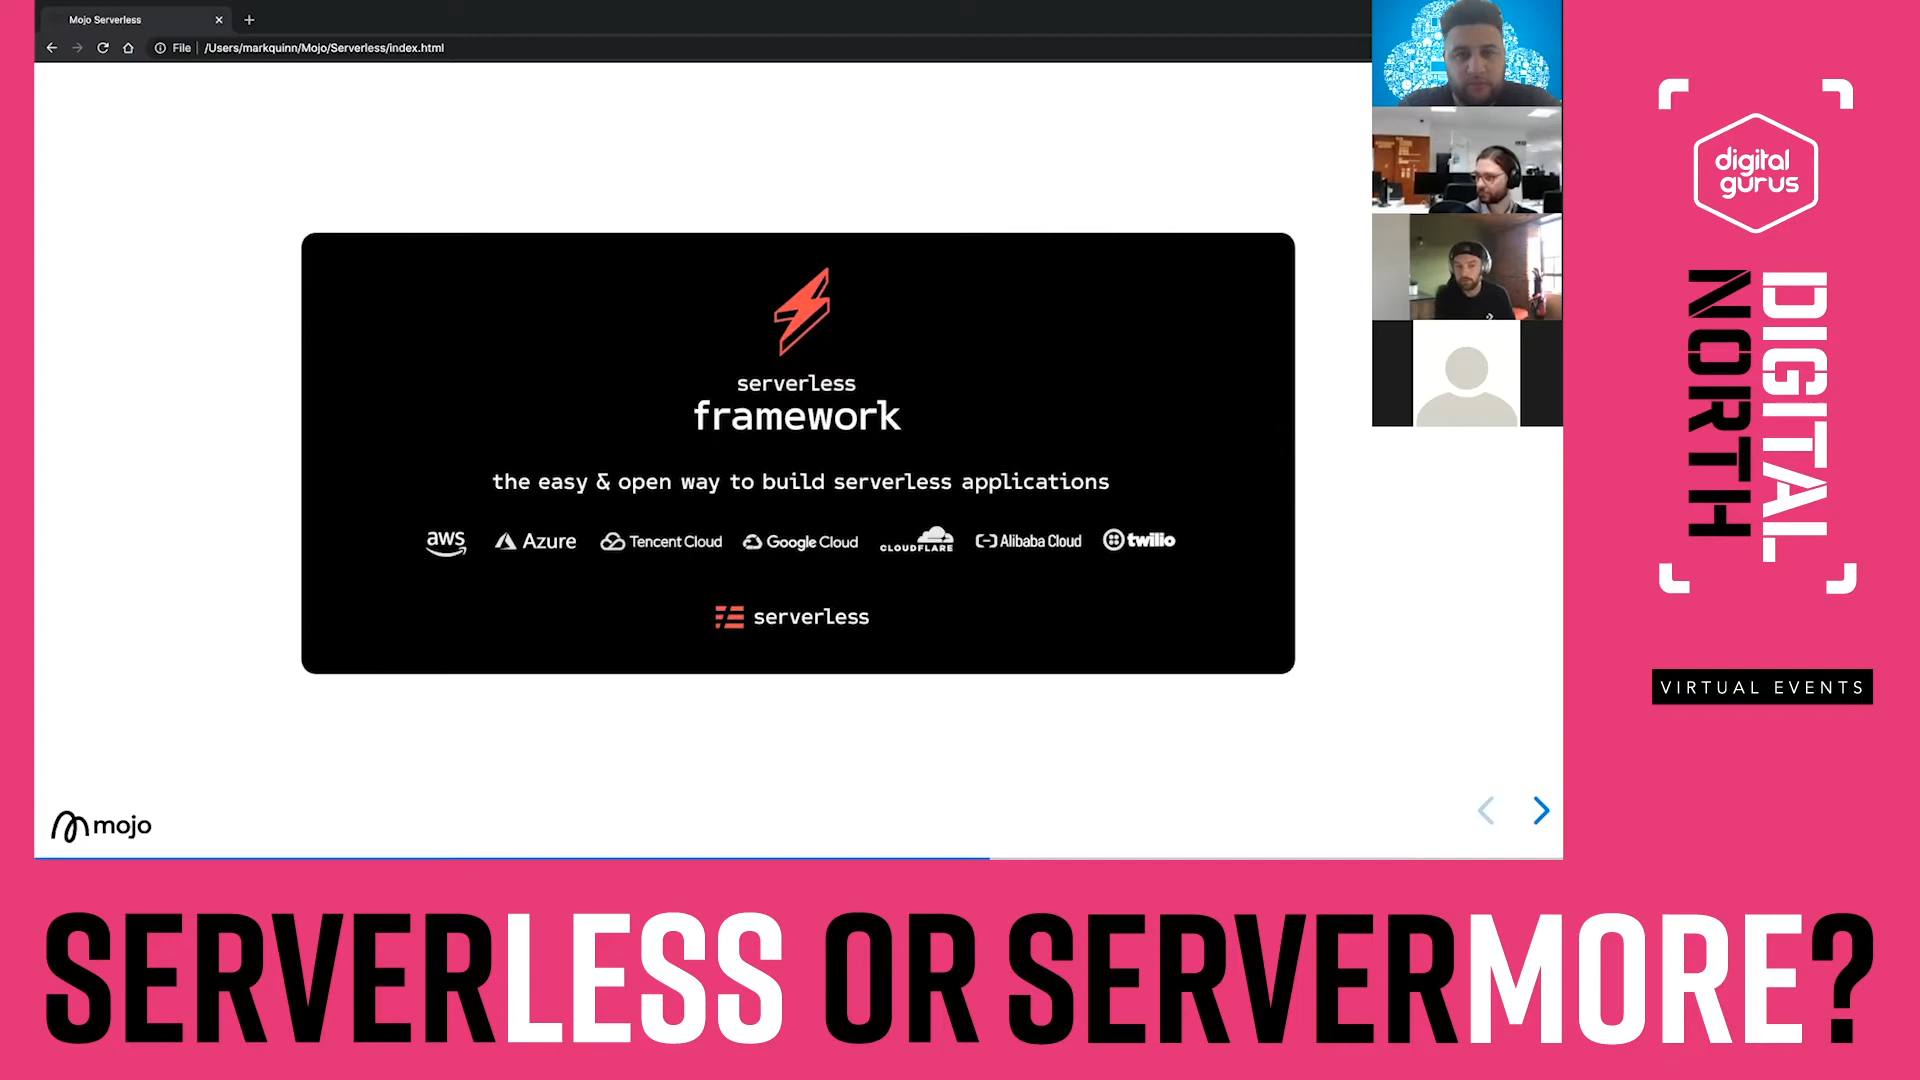 Mojo Serverless
File /Users/markquinn/Mojo/Serverless/index.html
serverless
framework
the easy & open way to build serverless applications
aws Azure Tencent Cloud Google Cloud CLOUDFLARE Alibaba Cloud twilio
serverless
mojo
digital
gurus
DIGITAL
NORTH
VIRTUAL EVENTS
SERVERLESS OR SERVERMORE?